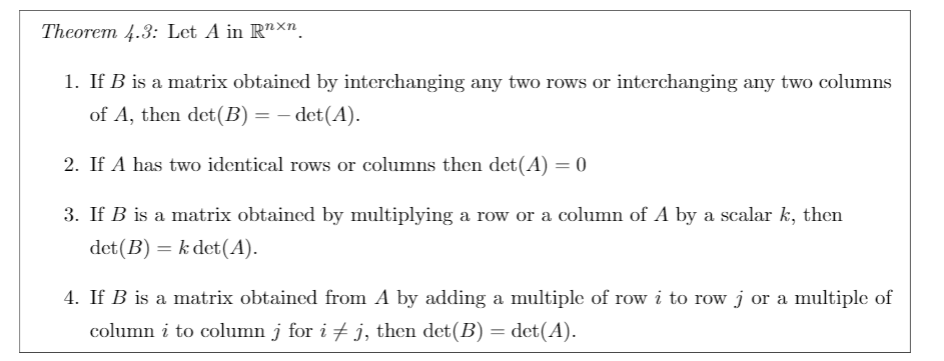 Theorem 4.3: Let A in ℝⁿˣⁿ.
1. If B is a matrix obtained by interchanging any two rows or interchanging any two columns
of A, then det(B) = − det(A).
2. If A has two identical rows or columns then det(A) = 0
3. If B is a matrix obtained by multiplying a row or a column of A by a scalar k, then
det(B) = k det(A).
4. If B is a matrix obtained from A by adding a multiple of row i to row j or a multiple of
column i to column j for i ≠ j, then det(B) = det(A).